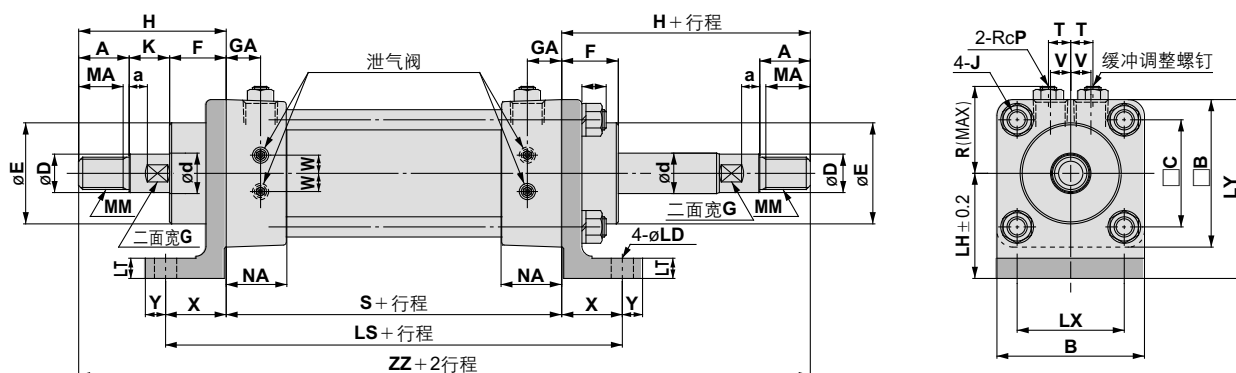 H
H＋行程
A K F GA
GA F A
MA a
a MA
泄气阀
øE
øD
ød
W W
ød
øD
øE
MM
二面宽G
二面宽G
MM
4-øLD
LT
LT
NA
NA
Y X
S＋行程
X Y
LS＋行程
ZZ＋2行程
T T
2-RcP
V V
缓冲调整螺钉
4-J
R(MAX)
LH±0.2
□C
□B
LY
LX
B